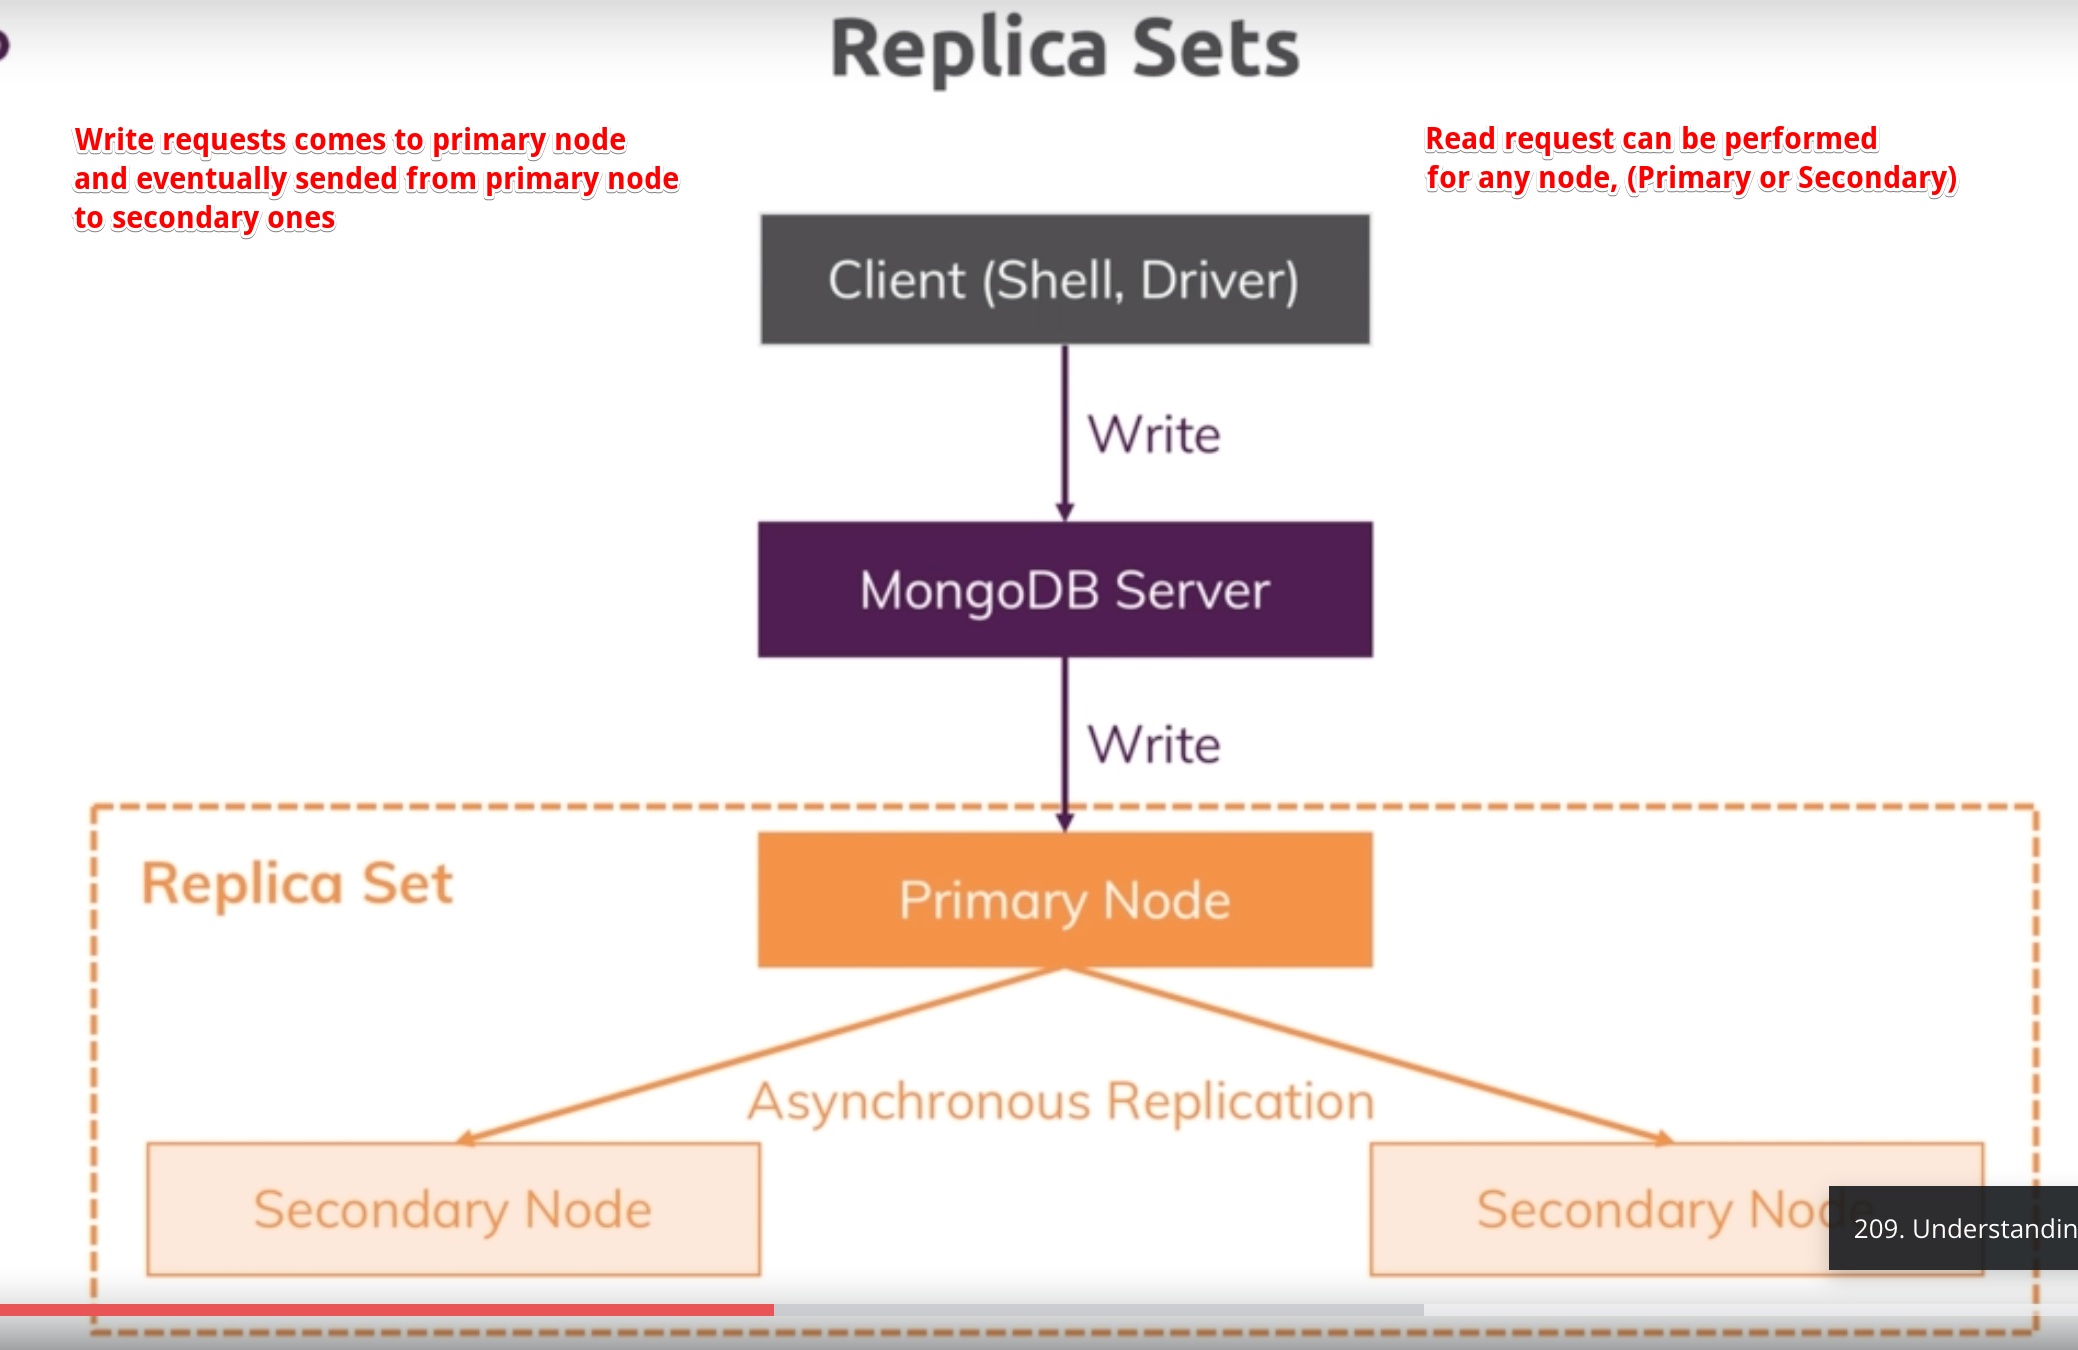 Replica Sets
Write requests comes to primary node
and eventually sended from primary node
to secondary ones
Read request can be performed
for any node, (Primary or Secondary)
Client (Shell, Driver)
Write
MongoDB Server
Write
Replica Set
Primary Node
Asynchronous Replication
Secondary Node
Secondary Node
209. Understandin